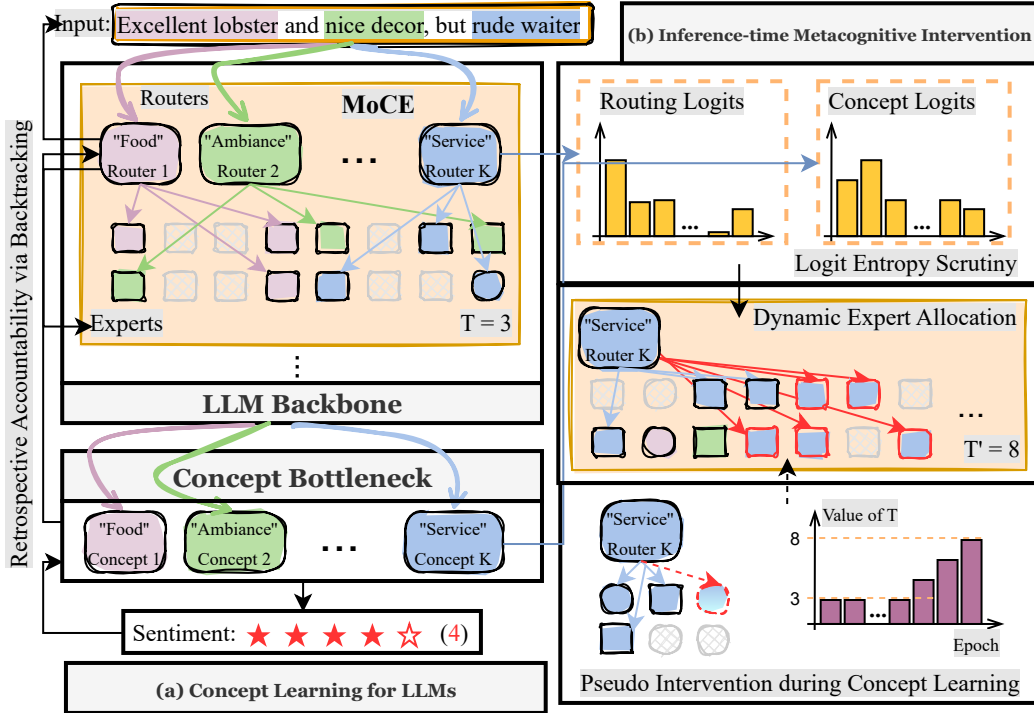 Input: Excellent lobster and nice decor, but rude waiter
(b) Inference-time Metacognitive Intervention
Retrospective Accountability via Backtracking
Routers
MoCE
"Food"
Router 1
"Ambiance"
Router 2
...
"Service"
Router K
Experts
T = 3
...
LLM Backbone
Concept Bottleneck
"Food"
Concept 1
"Ambiance"
Concept 2
...
"Service"
Concept K
Sentiment: ★ ★ ★ ★ ☆ (4)
(a) Concept Learning for LLMs
Routing Logits
...
Concept Logits
...
Logit Entropy Scrutiny
Dynamic Expert Allocation
"Service"
Router K
...
T' = 8
"Service"
Router K
Value of T
8
3
...
Epoch
Pseudo Intervention during Concept Learning